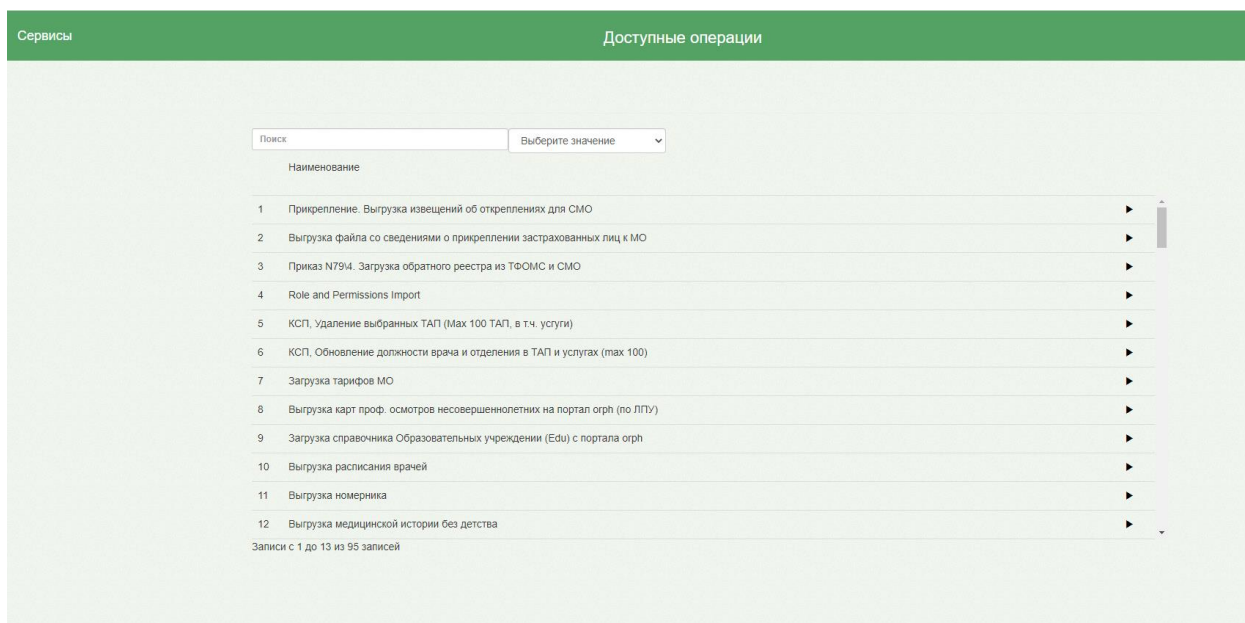 Сервисы
Доступные операции
Поиск
Выберите значение
Наименование
1 Прикрепление. Выгрузка извещений об откреплениях для СМО
2 Выгрузка файла со сведениями о прикреплении застрахованных лиц к МО
3 Приказ N79\4. Загрузка обратного реестра из ТФОМС и СМО
4 Role and Permissions Import
5 КСП, Удаление выбранных ТАП (Max 100 ТАП, в т.ч. усгуги)
6 КСП, Обновление должности врача и отделения в ТАП и услугах (max 100)
7 Загрузка тарифов МО
8 Выгрузка карт проф. осмотров несовершеннолетних на портал orph (по ЛПУ)
9 Загрузка справочника Образовательных учреждении (Edu) с портала orph
10 Выгрузка расписания врачей
11 Выгрузка номерника
12 Выгрузка медицинской истории без детства
Записи с 1 до 13 из 95 записей